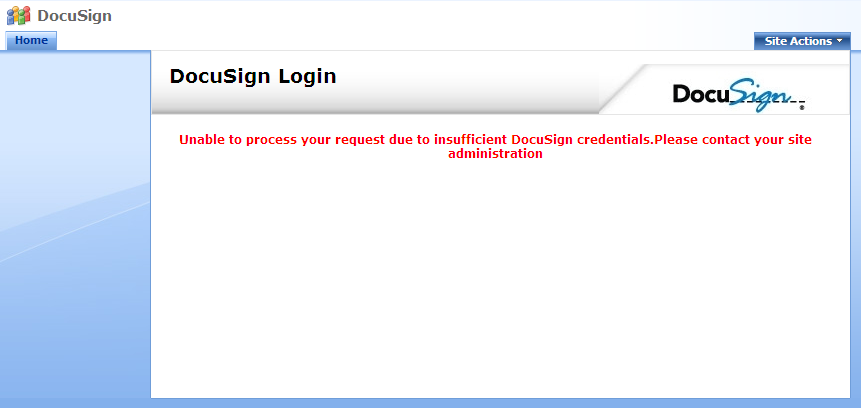 DocuSign
Home
Site Actions
DocuSign Login
DocuSign
®
Unable to process your request due to insufficient DocuSign credentials.Please contact your site
administration